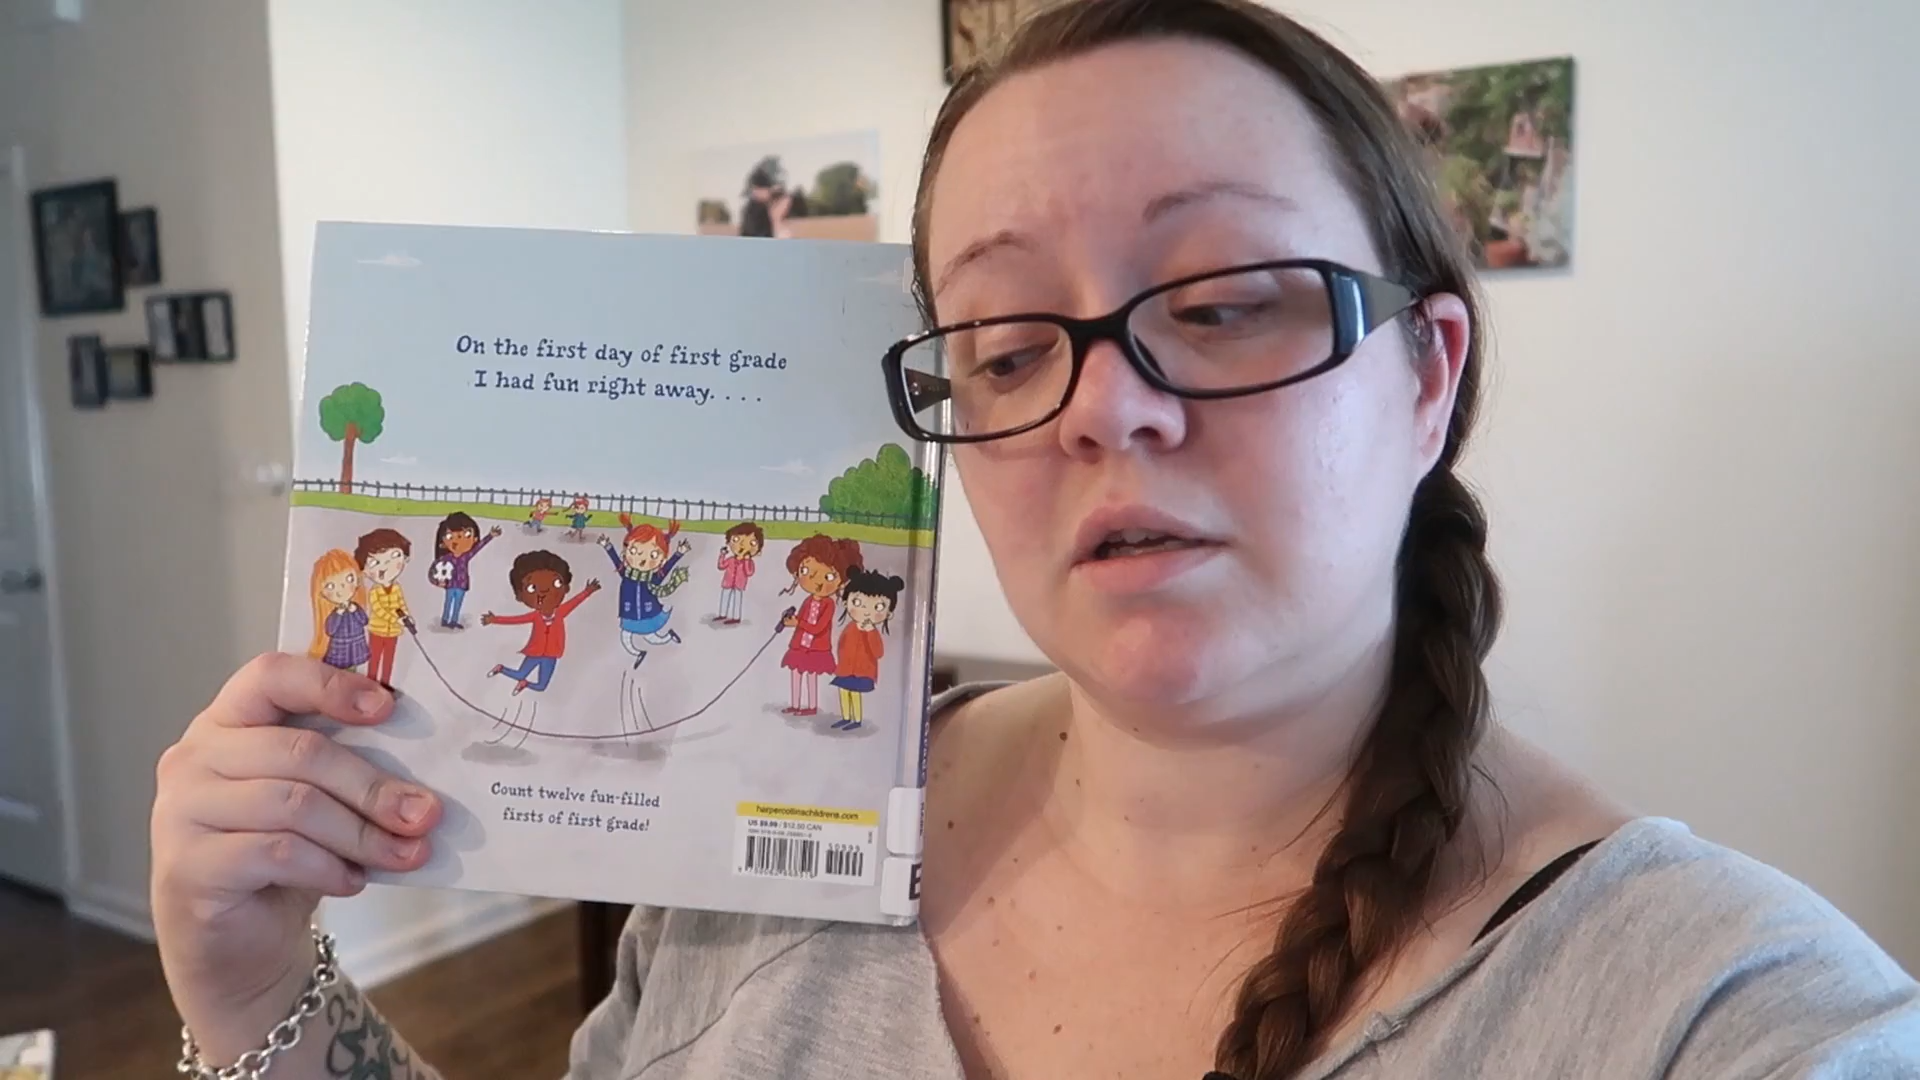 On the first day of first grade
I had fun right away. . . .
Count twelve fun-filled
firsts of first grade!
harpercollinschildrens.com
US $9.99 / $12.50 CAN